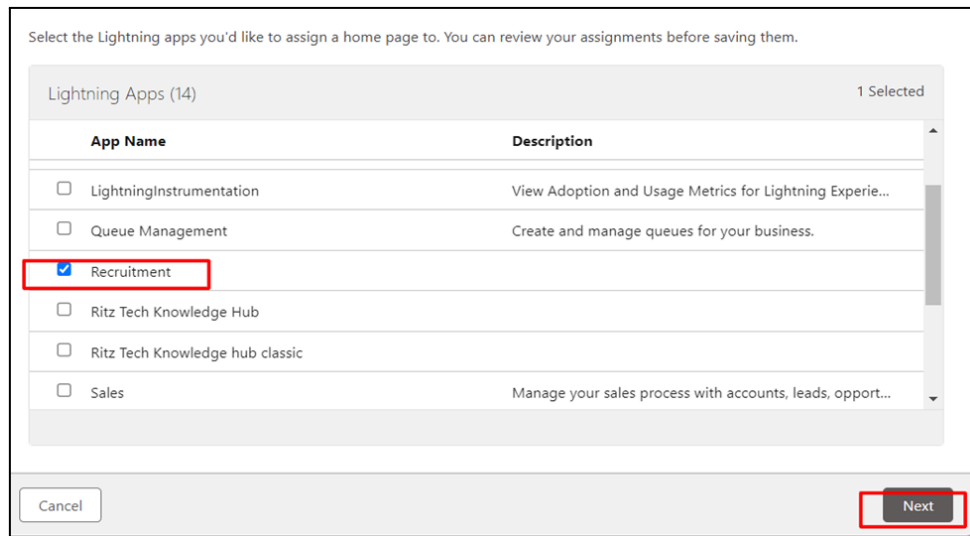 Select the Lightning apps you'd like to assign a home page to. You can review your assignments before saving them.
Lightning Apps (14) 1 Selected
App Name Description
LightningInstrumentation View Adoption and Usage Metrics for Lightning Experie...
Queue Management Create and manage queues for your business.
Recruitment
Ritz Tech Knowledge Hub
Ritz Tech Knowledge hub classic
Sales Manage your sales process with accounts, leads, opport...
Cancel Next